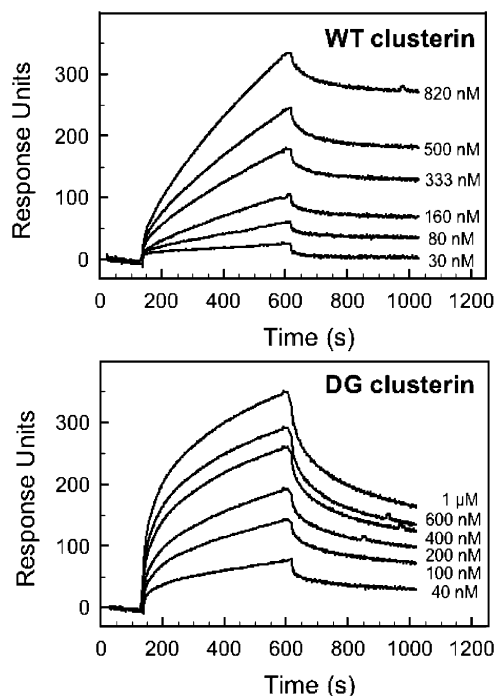 WT clusterin
Response Units
300
200
100
0
820 nM
500 nM
333 nM
160 nM
80 nM
30 nM
0 200 400 600 800 1000 1200
Time (s)
DG clusterin
Response Units
300
200
100
0
1 μM
600 nM
400 nM
200 nM
100 nM
40 nM
0 200 400 600 800 1000 1200
Time (s)